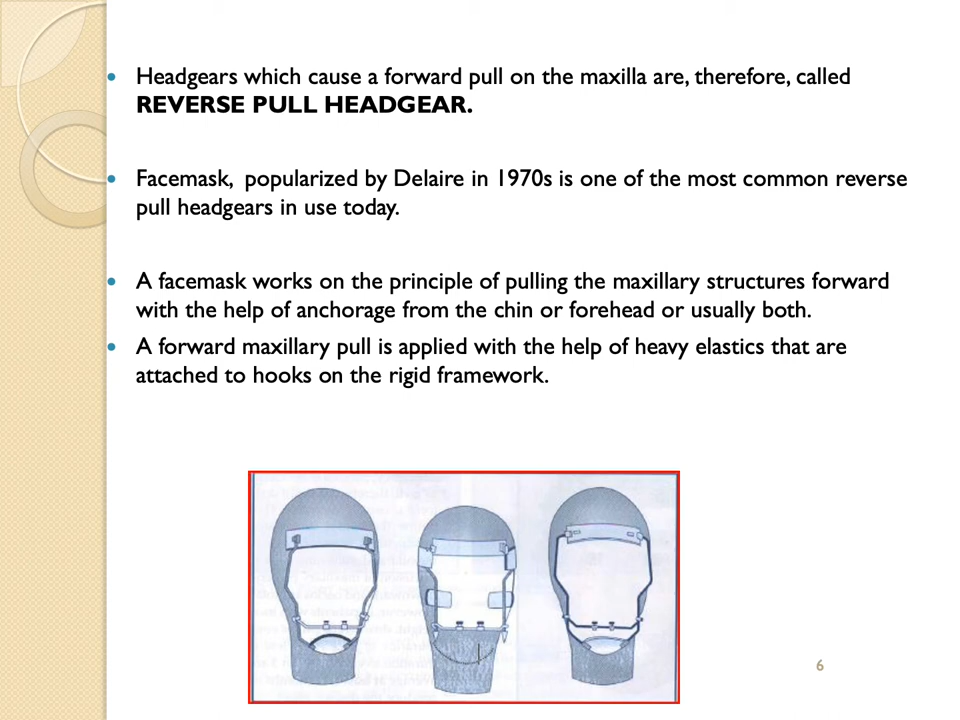 Headgears which cause a forward pull on the maxilla are, therefore, called
REVERSE PULL HEADGEAR.
Facemask, popularized by Delaire in 1970s is one of the most common reverse
pull headgears in use today.
A facemask works on the principle of pulling the maxillary structures forward
with the help of anchorage from the chin or forehead or usually both.
A forward maxillary pull is applied with the help of heavy elastics that are
attached to hooks on the rigid framework.
6